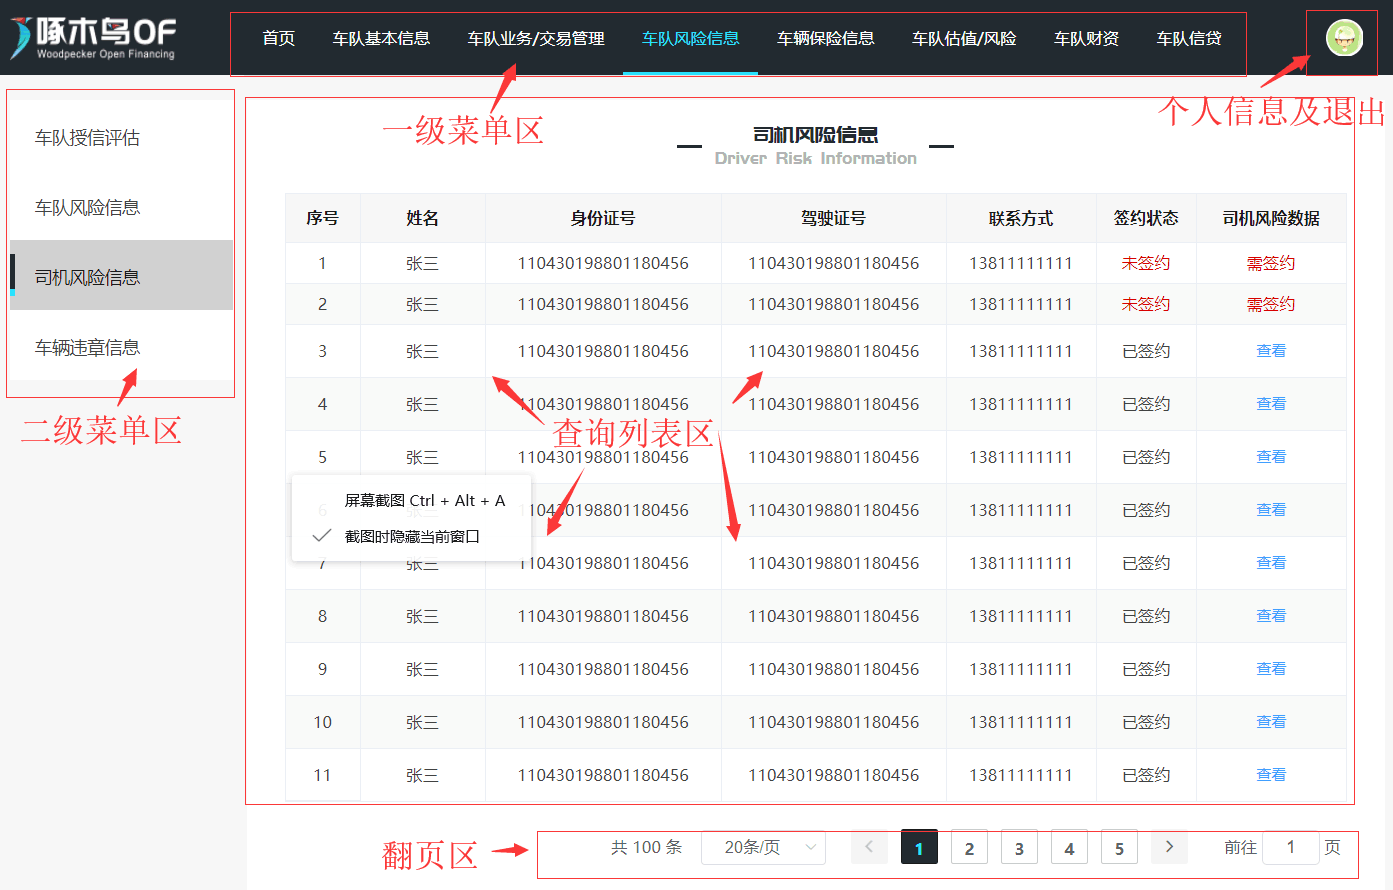 啄木鸟OF
Woodpecker Open Financing
首页 车队基本信息 车队业务/交易管理 车队风险信息 车辆保险信息 车队估值/风险 车队财资 车队信贷
一级菜单区
个人信息及退出
车队授信评估
车队风险信息
司机风险信息
车辆违章信息
二级菜单区
司机风险信息
Driver Risk Information
序号 姓名 身份证号 驾驶证号 联系方式 签约状态 司机风险数据
1 张三 110430198801180456 110430198801180456 13811111111 未签约 需签约
2 张三 110430198801180456 110430198801180456 13811111111 未签约 需签约
3 张三 110430198801180456 110430198801180456 13811111111 已签约 查看
4 张三 110430198801180456 110430198801180456 13811111111 已签约 查看
查询列表区
5 张三 110430198801180456 110430198801180456 13811111111 已签约 查看
屏幕截图 Ctrl + Alt + A
6 张三 110430198801180456 110430198801180456 13811111111 已签约 查看
截图时隐藏当前窗口
7 张三 110430198801180456 110430198801180456 13811111111 已签约 查看
8 张三 110430198801180456 110430198801180456 13811111111 已签约 查看
9 张三 110430198801180456 110430198801180456 13811111111 已签约 查看
10 张三 110430198801180456 110430198801180456 13811111111 已签约 查看
11 张三 110430198801180456 110430198801180456 13811111111 已签约 查看
翻页区
共 100 条 20条/页 < 1 2 3 4 5 > 前往 1 页